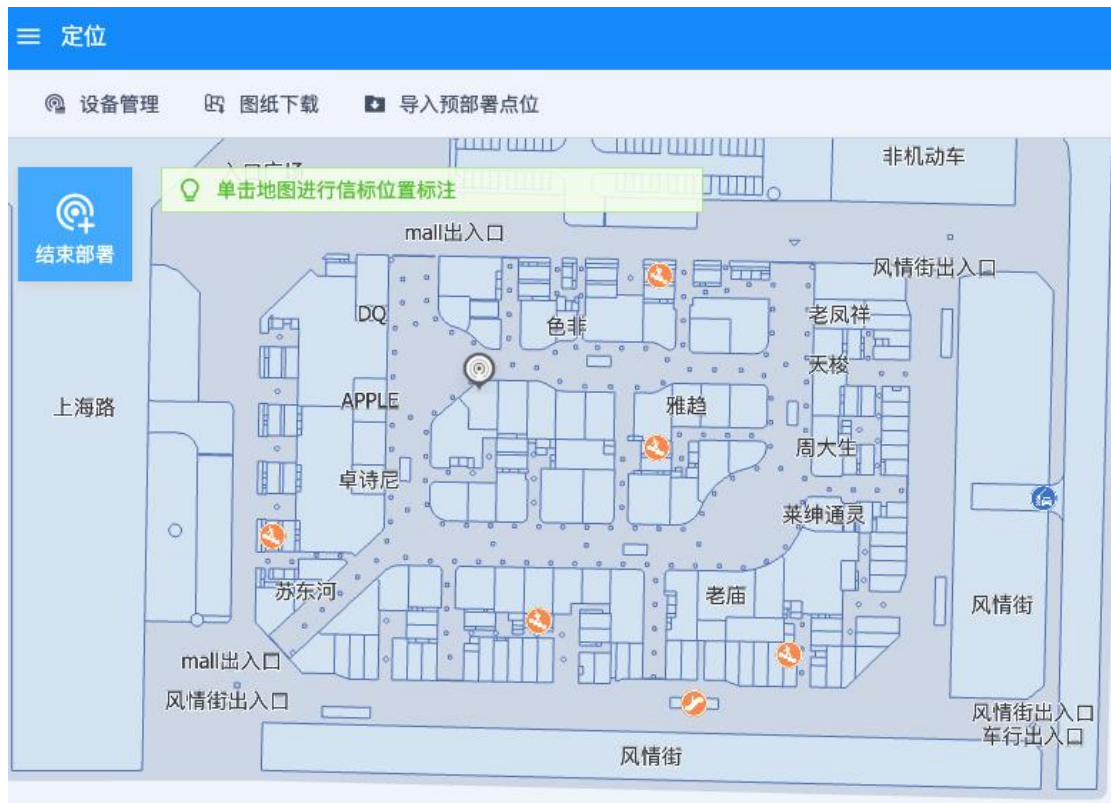 定位
设备管理
图纸下载
导入预部署点位
非机动车
入口广场
单击地图进行信标位置标注
结束部署
mall出入口
风情街出入口
DQ
色非
老凤祥
天梭
上海路
APPLE
雅趋
周大生
卓诗尼
莱绅通灵
苏东河
老庙
风情街
mall出入口
风情街出入口
风情街出入口
车行出入口
风情街